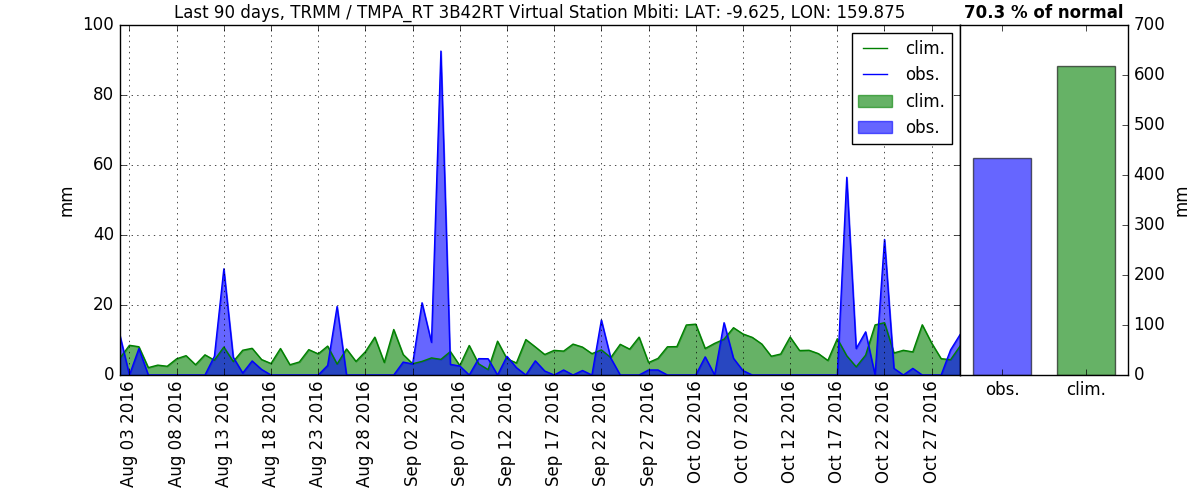 Last 90 days, TRMM / TMPA_RT 3B42RT Virtual Station Mbiti: LAT: -9.625, LON: 159.875
70.3 % of normal
100
80
60
40
20
0
mm
clim.
obs.
clim.
obs.
700
600
500
400
300
200
100
0
mm
obs.
clim.
Aug 03 2016
Aug 08 2016
Aug 13 2016
Aug 18 2016
Aug 23 2016
Aug 28 2016
Sep 02 2016
Sep 07 2016
Sep 12 2016
Sep 17 2016
Sep 22 2016
Sep 27 2016
Oct 02 2016
Oct 07 2016
Oct 12 2016
Oct 17 2016
Oct 22 2016
Oct 27 2016